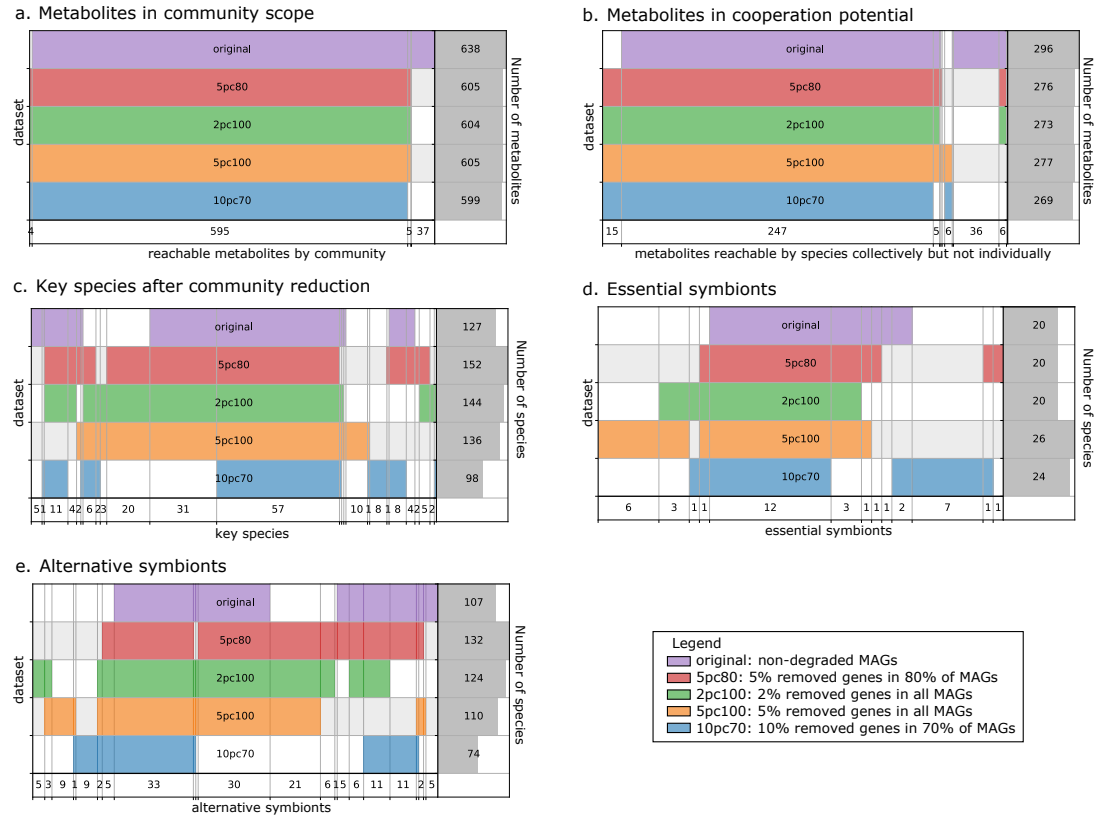 a. Metabolites in community scope
original
638
5pc80
605
2pc100
604
5pc100
605
10pc70
599
4 595 5 37
reachable metabolites by community
dataset
Number of metabolites
b. Metabolites in cooperation potential
original
296
5pc80
276
2pc100
273
5pc100
277
10pc70
269
15 247 5 6 36 6
metabolites reachable by species collectively but not individually
dataset
Number of metabolites
c. Key species after community reduction
original
127
5pc80
152
2pc100
144
5pc100
136
10pc70
98
5 1 11 4 2 6 2 3 20 31 57 10 1 8 1 8 4 2 5 2
key species
dataset
Number of species
d. Essential symbionts
original
20
5pc80
20
2pc100
20
5pc100
26
10pc70
24
6 3 1 1 12 3 1 1 1 2 7 1 1
essential symbionts
dataset
Number of species
e. Alternative symbionts
original
107
5pc80
132
2pc100
124
5pc100
110
10pc70
74
5 3 9 1 9 2 5 33 30 21 6 1 5 6 11 11 2 5
alternative symbionts
dataset
Number of species
Legend
original: non-degraded MAGs
5pc80: 5% removed genes in 80% of MAGs
2pc100: 2% removed genes in all MAGs
5pc100: 5% removed genes in all MAGs
10pc70: 10% removed genes in 70% of MAGs